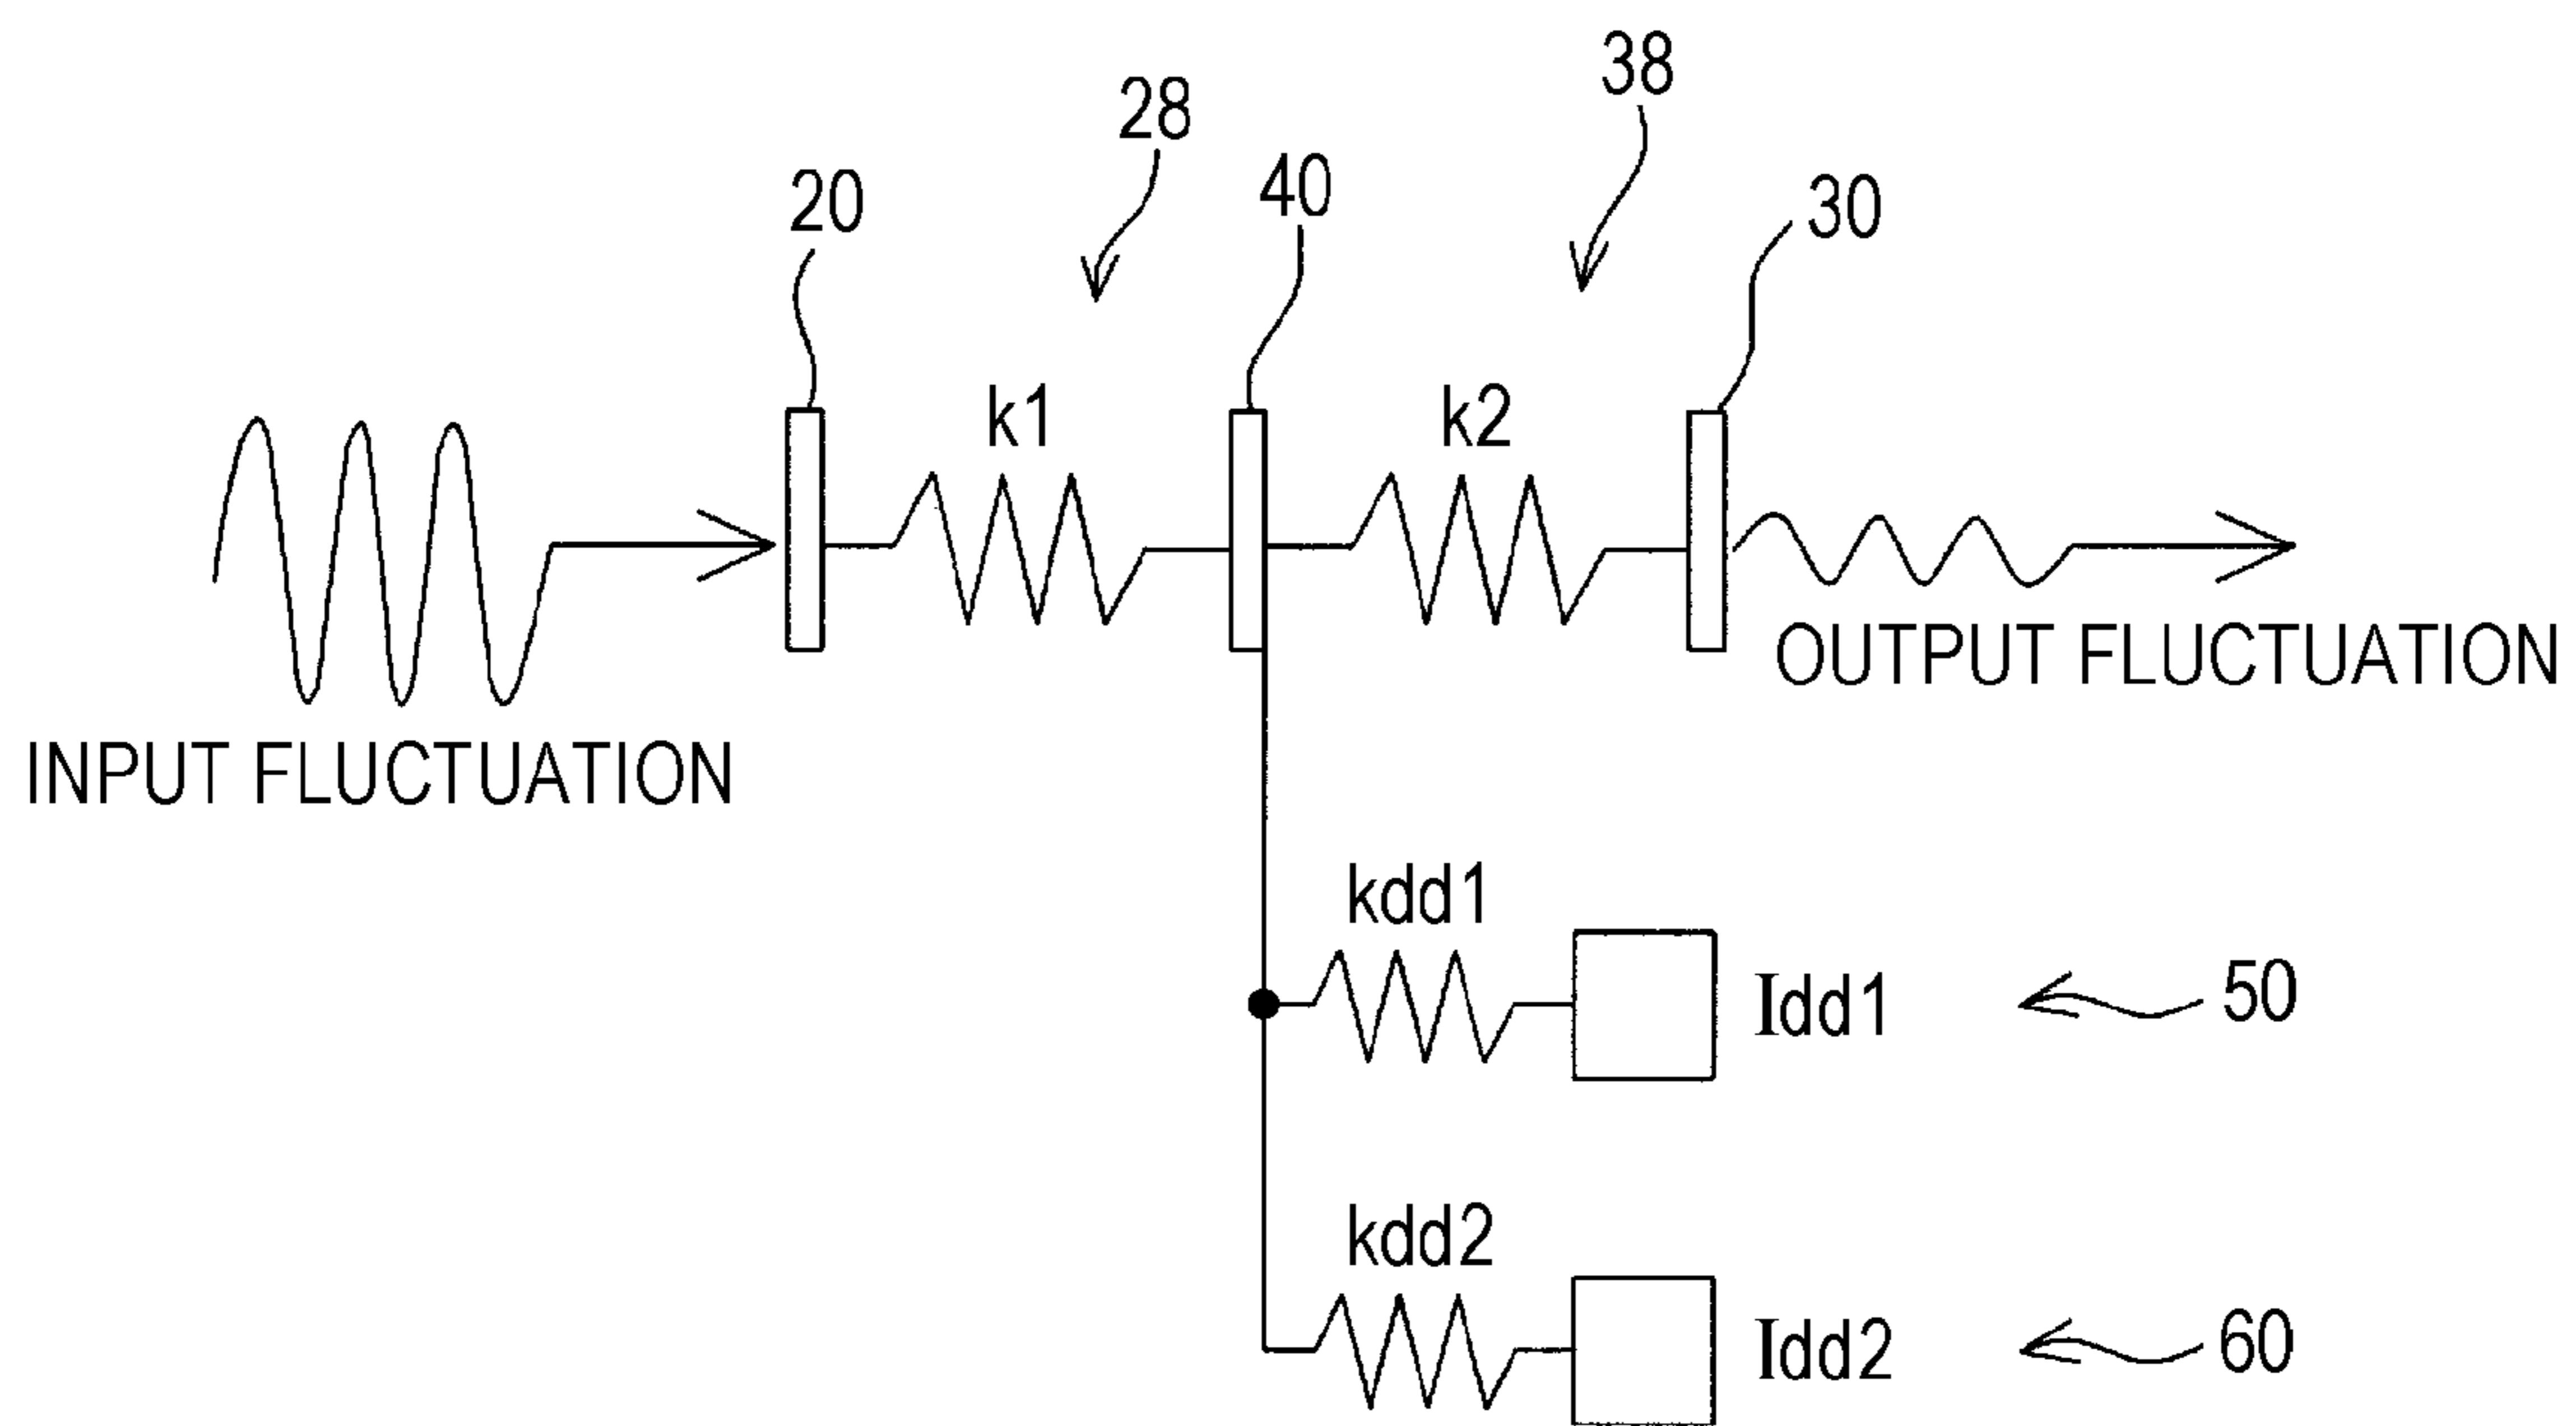 38
28
40
20
30
k1
k2
OUTPUT FLUCTUATION
INPUT FLUCTUATION
kdd1
Idd1
50
kdd2
Idd2
60